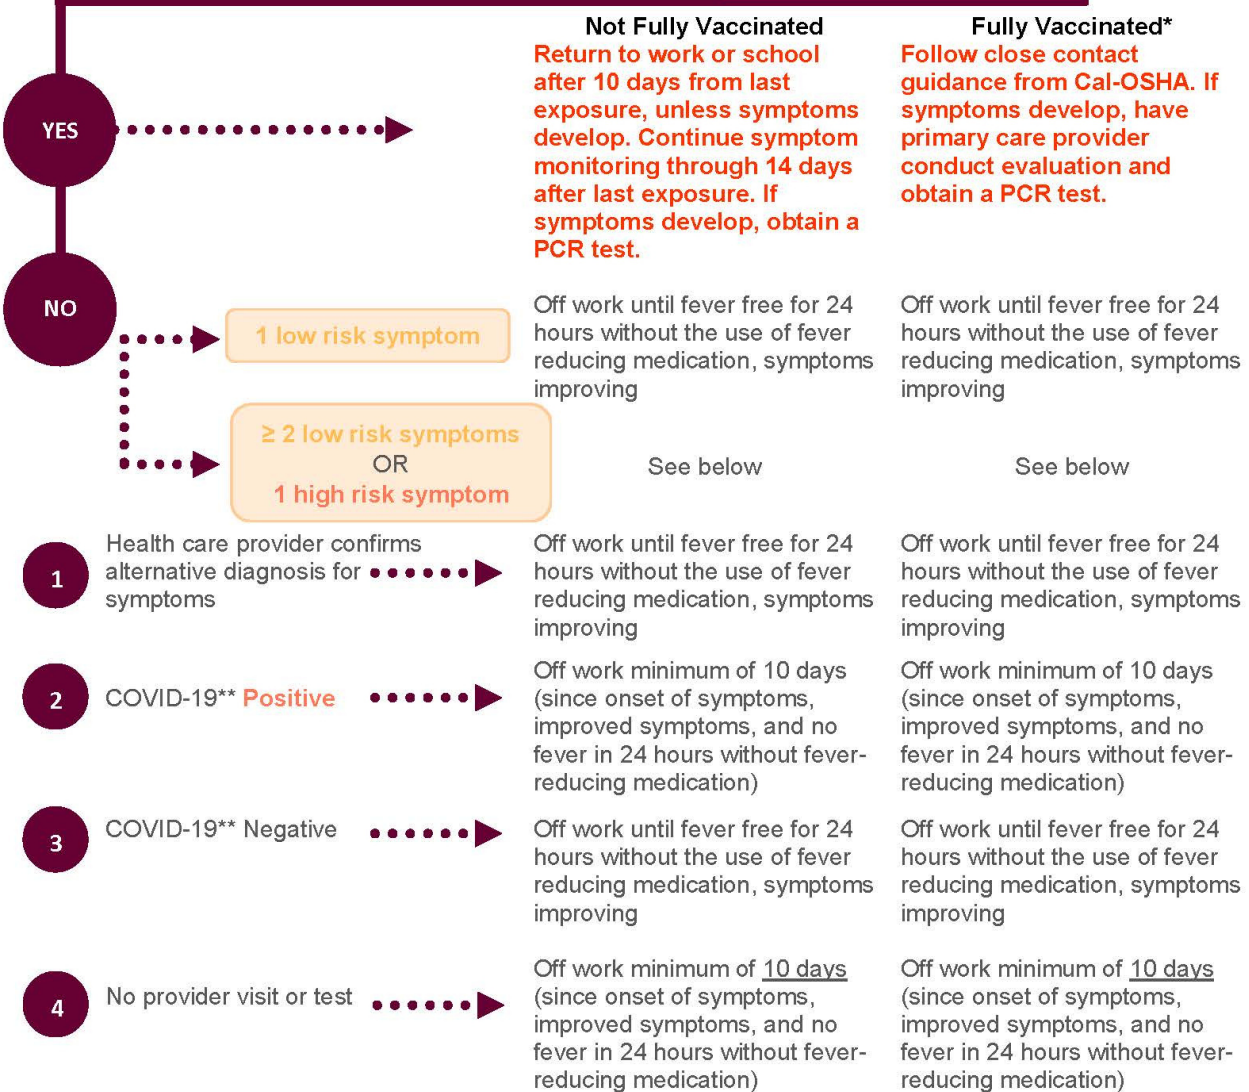 Not Fully Vaccinated
Fully Vaccinated*
YES
Return to work or school
after 10 days from last
exposure, unless symptoms
develop. Continue symptom
monitoring through 14 days
after last exposure. If
symptoms develop, obtain a
PCR test.
Follow close contact
guidance from Cal-OSHA. If
symptoms develop, have
primary care provider
conduct evaluation and
obtain a PCR test.
NO
1 low risk symptom
Off work until fever free for 24
hours without the use of fever
reducing medication, symptoms
improving
Off work until fever free for 24
hours without the use of fever
reducing medication, symptoms
improving
≥ 2 low risk symptoms
OR
1 high risk symptom
See below
See below
1
Health care provider confirms
alternative diagnosis for
symptoms
Off work until fever free for 24
hours without the use of fever
reducing medication, symptoms
improving
Off work until fever free for 24
hours without the use of fever
reducing medication, symptoms
improving
2
COVID-19** Positive
Off work minimum of 10 days
(since onset of symptoms,
improved symptoms, and no
fever in 24 hours without fever-
reducing medication)
Off work minimum of 10 days
(since onset of symptoms,
improved symptoms, and no
fever in 24 hours without fever-
reducing medication)
3
COVID-19** Negative
Off work until fever free for 24
hours without the use of fever
reducing medication, symptoms
improving
Off work until fever free for 24
hours without the use of fever
reducing medication, symptoms
improving
4
No provider visit or test
Off work minimum of 10 days
(since onset of symptoms,
improved symptoms, and no
fever in 24 hours without fever-
reducing medication)
Off work minimum of 10 days
(since onset of symptoms,
improved symptoms, and no
fever in 24 hours without fever-
reducing medication)